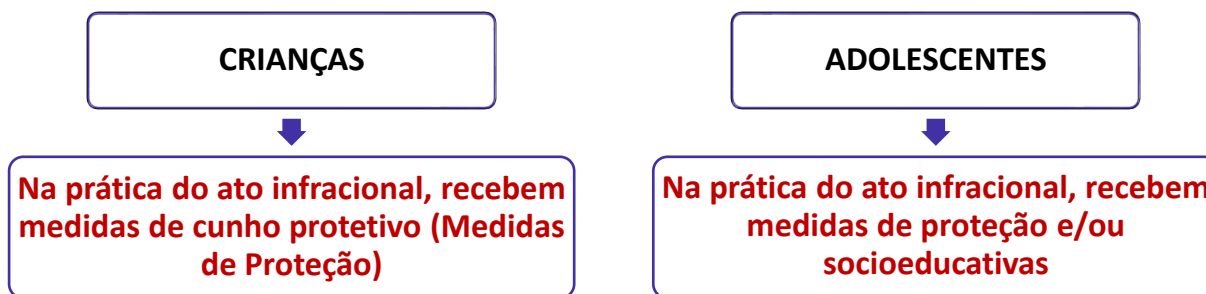 CRIANÇAS
Na prática do ato infracional, recebem
medidas de cunho protetivo (Medidas
de Proteção)
ADOLESCENTES
Na prática do ato infracional, recebem
medidas de proteção e/ou
socioeducativas